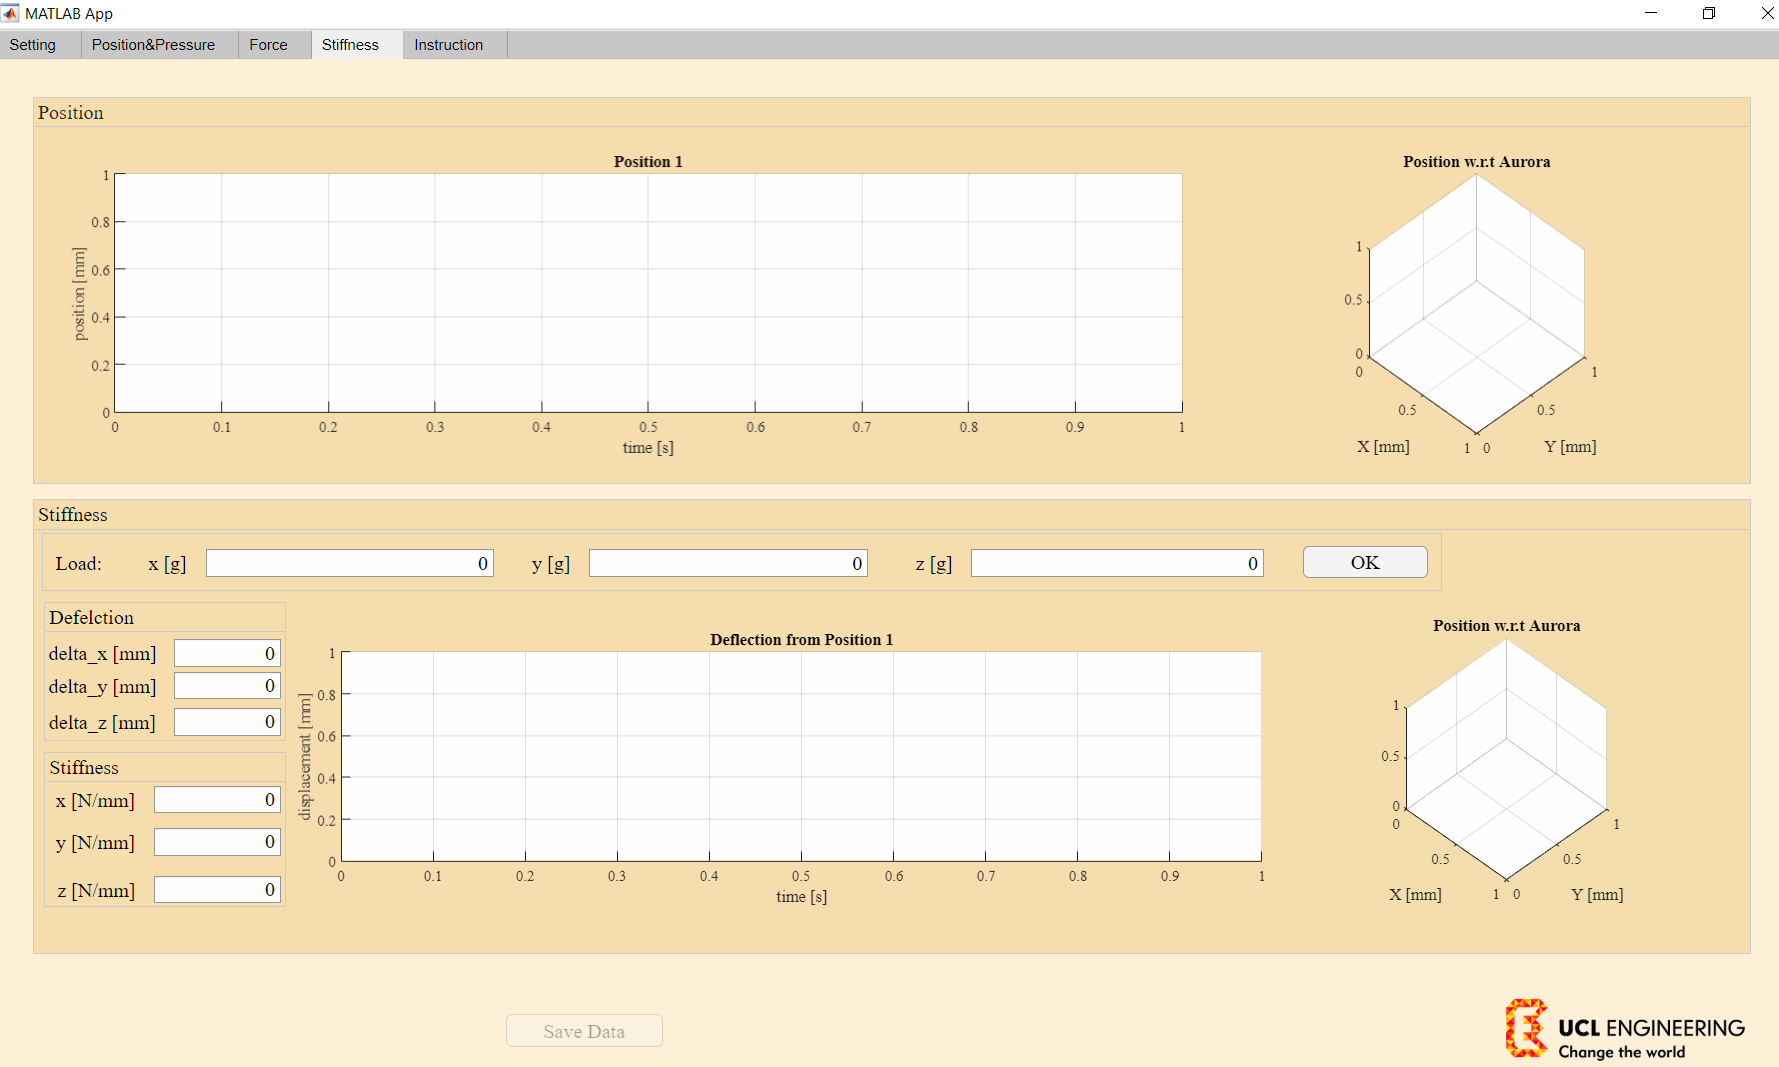 MATLAB App
Setting Position&Pressure Force Stiffness Instruction
Position
Position 1
position [mm]
1
0.8
0.6
0.4
0.2
0
0 0.1 0.2 0.3 0.4 0.5 0.6 0.7 0.8 0.9 1
time [s]
Position w.r.t Aurora
1
0.5
0
0 1
0.5 0.5
X [mm] 1 0 Y [mm]
Stiffness
Load: x [g] 0 y [g] 0 z [g] 0 OK
Defelction
delta_x [mm] 0
delta_y [mm] 0
delta_z [mm] 0
Stiffness
x [N/mm] 0
y [N/mm] 0
z [N/mm] 0
Deflection from Position 1
displacement [mm]
1
0.8
0.6
0.4
0.2
0
0 0.1 0.2 0.3 0.4 0.5 0.6 0.7 0.8 0.9 1
time [s]
Position w.r.t Aurora
1
0.5
0
0 1
0.5 0.5
X [mm] 1 0 Y [mm]
Save Data
UCL ENGINEERING
Change the world